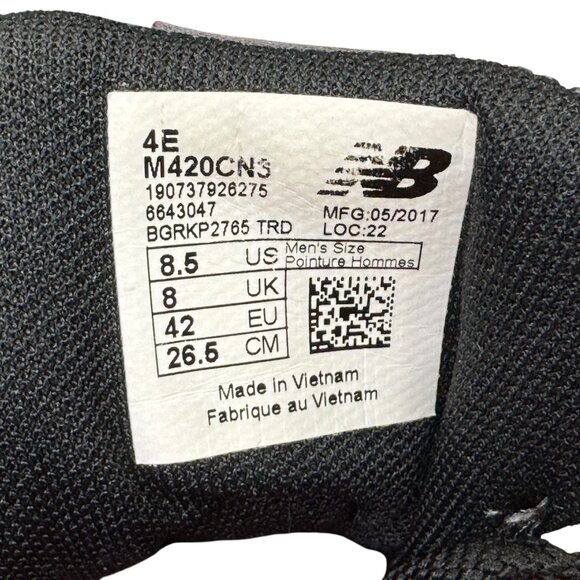 4E
M420CN3
190737926275
6643047
BGRKP2765 TRD
NB
MFG:05/2017
LOC:22
8.5 US Men's Size
Pointure Hommes
8 UK
42 EU
26.5 CM
Made in Vietnam
Fabrique au Vietnam